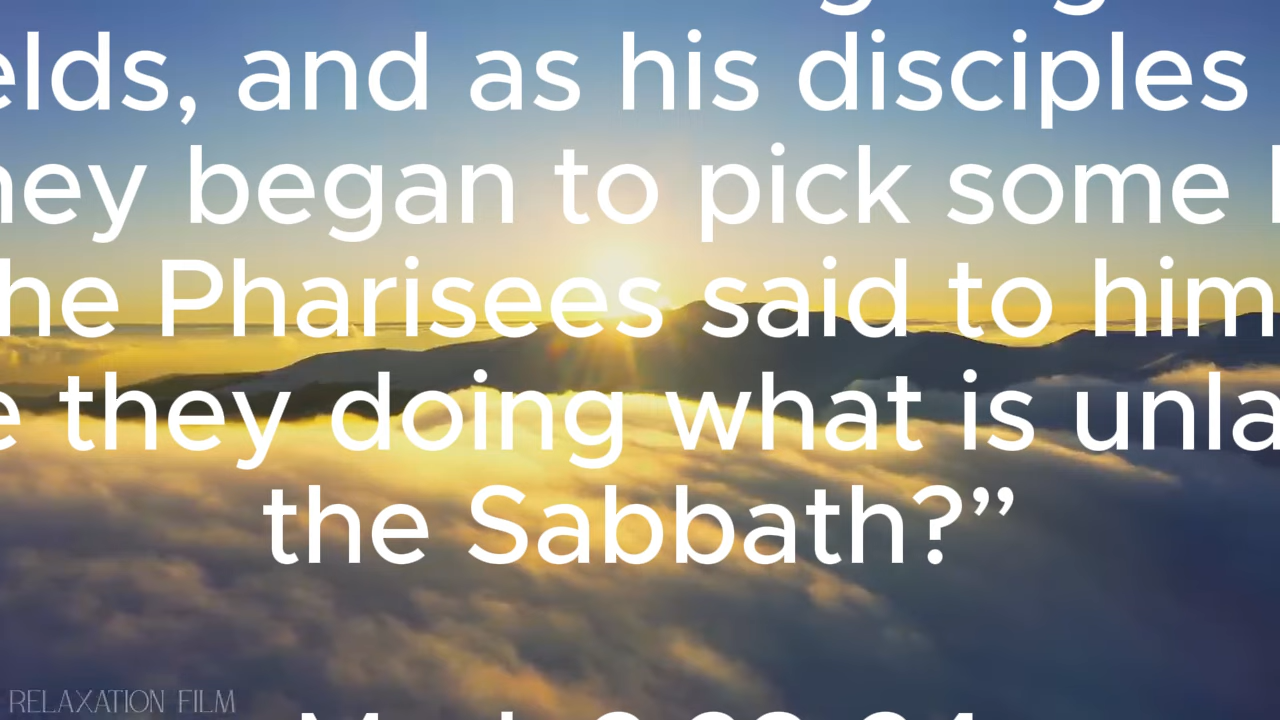 elds, and as his disciples
hey began to pick some
he Pharisees said to him
e they doing what is unla
the Sabbath?”
RELAXATION FILM